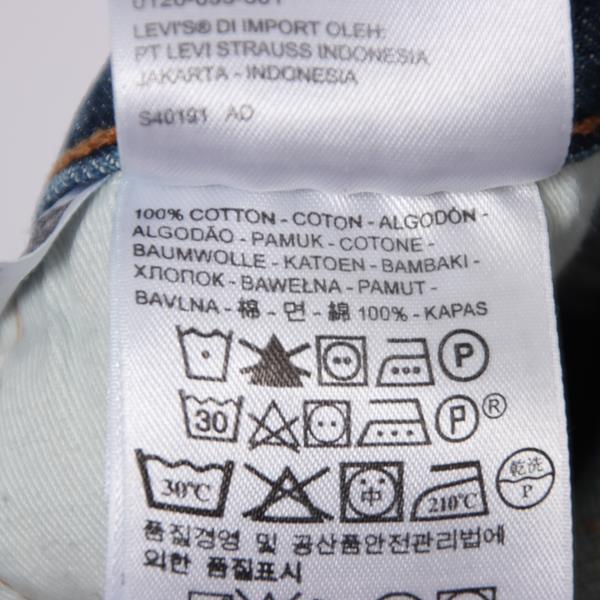 LEVI'S® DI IMPORT OLEH:
PT LEVI STRAUSS INDONESIA
JAKARTA - INDONESIA
S40191 AO
100% COTTON - COTON - ALGODÓN -
ALGODÃO - PAMUK - COTONE -
BAUMWOLLE - KATOEN - BAMBAKI -
ХЛОПОК - BAWEŁNA - PAMUT -
BAVLNA - 棉 - 면 - 綿 100% - KAPAS
P
30 P ®
30°C 中 210°C 乾洗 P
품질경영 및 공산품안전관리법에
의한 품질표시